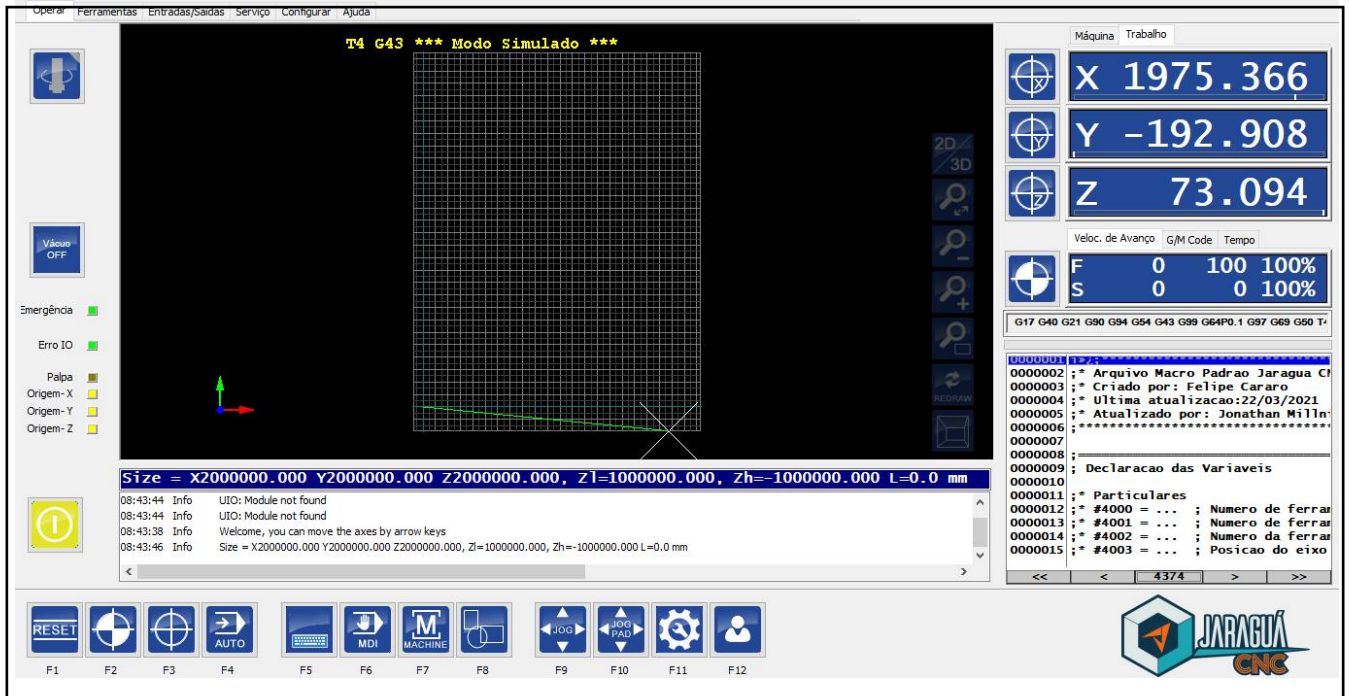 Operar Ferramentas Entradas/Saidas Serviço Configurar Ajuda
T4 G43 *** Modo Simulado ***
2D/3D
REDRAW
Vácuo
OFF
Emergência
Erro IO
Palpa
Origem-X
Origem-Y
Origem-Z
Máquina Trabalho
X 1975.366
Y -192.908
Z 73.094
Veloc. de Avanço G/M Code Tempo
F 0 100 100%
S 0 0 100%
G17 G40 G21 G90 G94 G54 G43 G99 G64P0.1 G97 G69 G50
0000001
0000002 ;* Arquivo Macro Padrao Jaragua
0000003 ;* Criado por: Felipe Cararo
0000004 ;* Ultima atualizacao:22/03/2021
0000005 ;* Atualizado por: Jonathan
0000006 ;*********************************
0000007
0000008 ;
0000009 ; Declaracao das Variaveis
0000010
0000011 ;* Particulares
0000012 ;* #4000 = ... ; Numero de
0000013 ;* #4001 = ... ; Numero de
0000014 ;* #4002 = ... ; Numero da
0000015 ;* #4003 = ... ; Posicao do eixo
<< < 4374 > >>
Size = X2000000.000 Y2000000.000 Z2000000.000, Zl=1000000.000, Zh=-1000000.000 L=0.0 mm
08:43:44 Info UIO: Module not found
08:43:44 Info UIO: Module not found
08:43:38 Info Welcome, you can move the axes by arrow keys
08:43:46 Info Size = X2000000.000 Y2000000.000 Z2000000.000, Zl=1000000.000, Zh=-1000000.000 L=0.0 mm
RESET
AUTO
MDI
M
MACHINE
JOG
JOG
PAD
F1 F2 F3 F4 F5 F6 F7 F8 F9 F10 F11 F12
JARAGUÁ
CNC